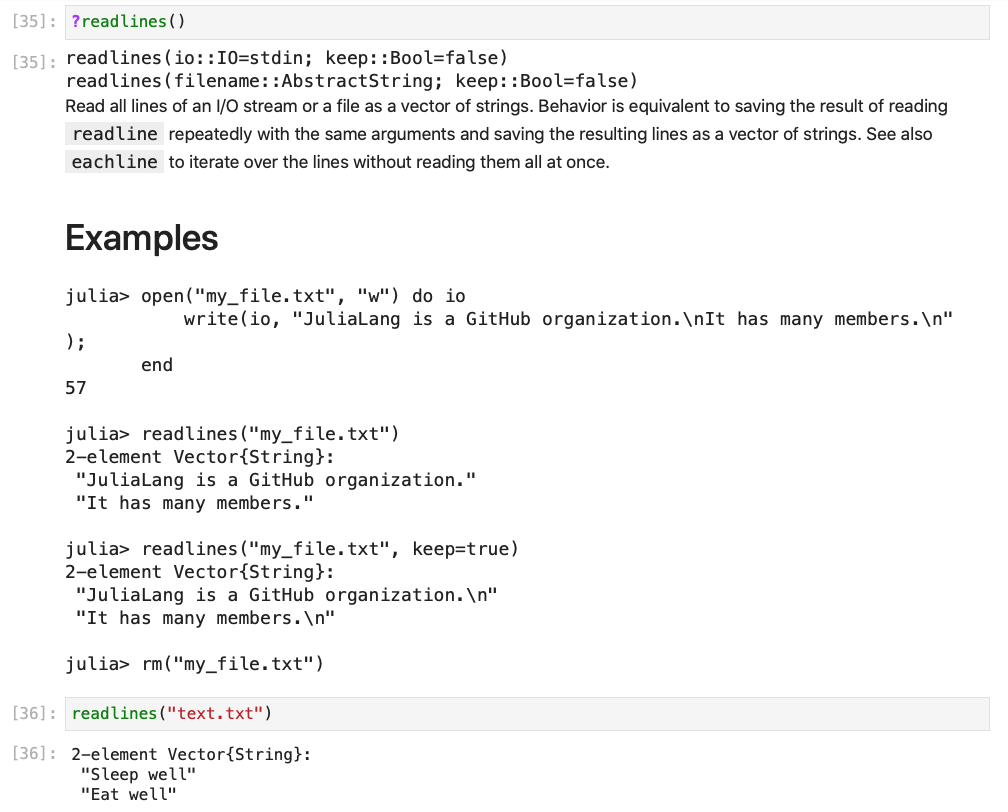 [35]: ?readlines()
[35]: readlines(io::IO=stdin; keep::Bool=false)
readlines(filename::AbstractString; keep::Bool=false)
Read all lines of an I/O stream or a file as a vector of strings. Behavior is equivalent to saving the result of reading
readline repeatedly with the same arguments and saving the resulting lines as a vector of strings. See also
eachline to iterate over the lines without reading them all at once.
Examples
julia> open("my_file.txt", "w") do io
           write(io, "JuliaLang is a GitHub organization.\nIt has many members.\n"
);
       end
57
julia> readlines("my_file.txt")
2-element Vector{String}:
 "JuliaLang is a GitHub organization."
 "It has many members."
julia> readlines("my_file.txt", keep=true)
2-element Vector{String}:
 "JuliaLang is a GitHub organization.\n"
 "It has many members.\n"
julia> rm("my_file.txt")
[36]: readlines("text.txt")
[36]: 2-element Vector{String}:
 "Sleep well"
 "Eat well"